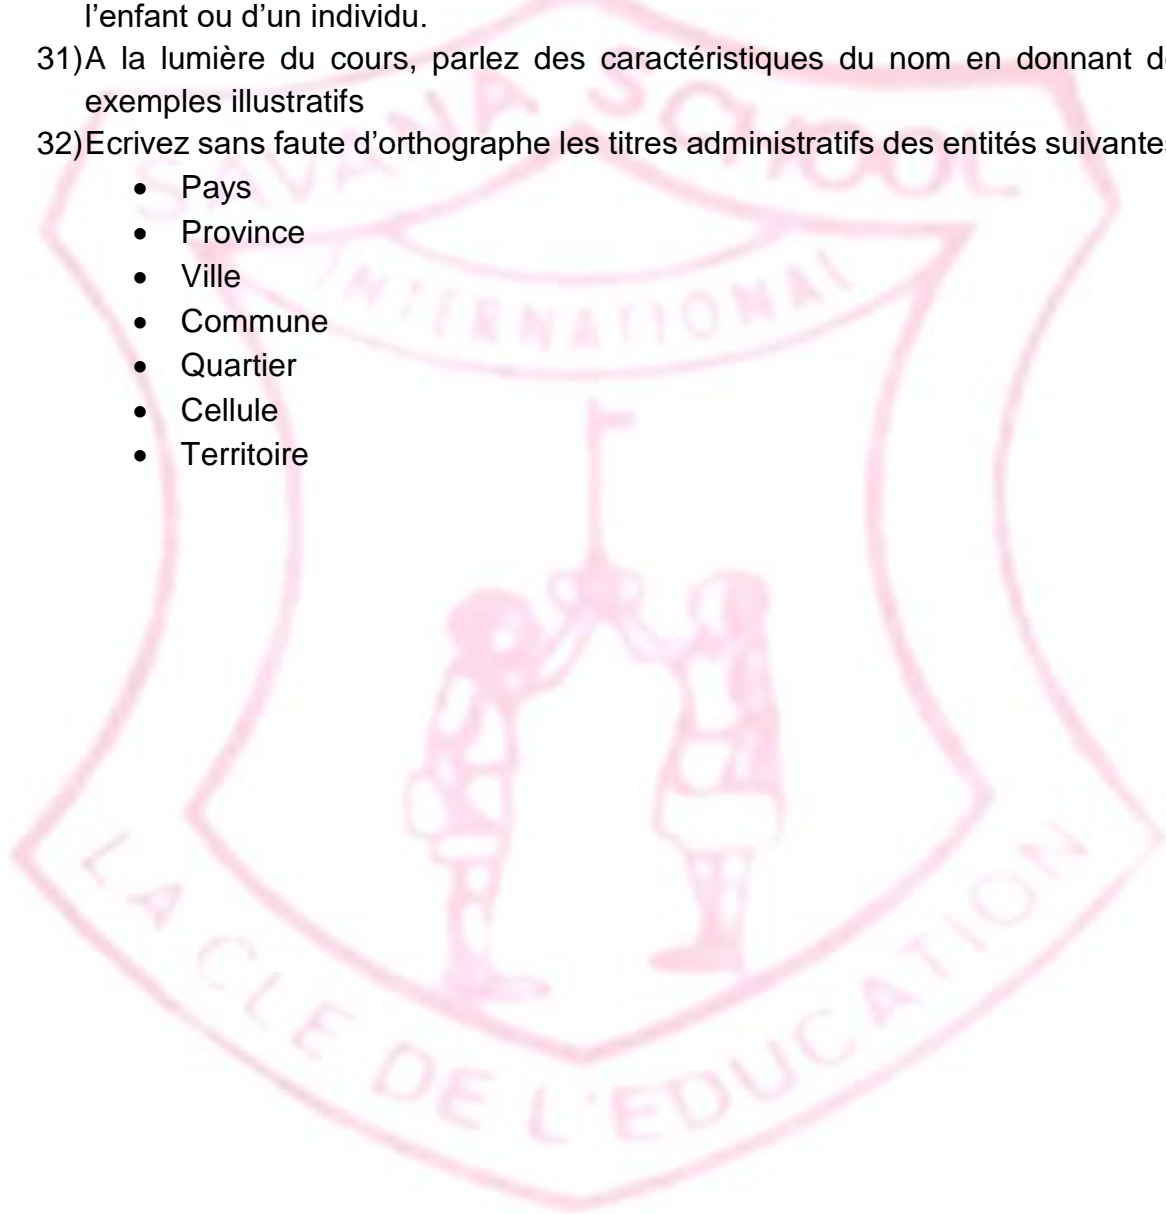 l'enfant ou d'un individu.
31)A la lumière du cours, parlez des caractéristiques du nom en donnant
exemples illustratifs
32)Ecrivez sans faute d'orthographe les titres administratifs des entités suivantes
• Pays
• Province
• Ville
• Commune
• Quartier
• Cellule
• Territoire
SAVANA SCHOOL
INTERNATIONAL
LA CLE DE L'EDUCATION